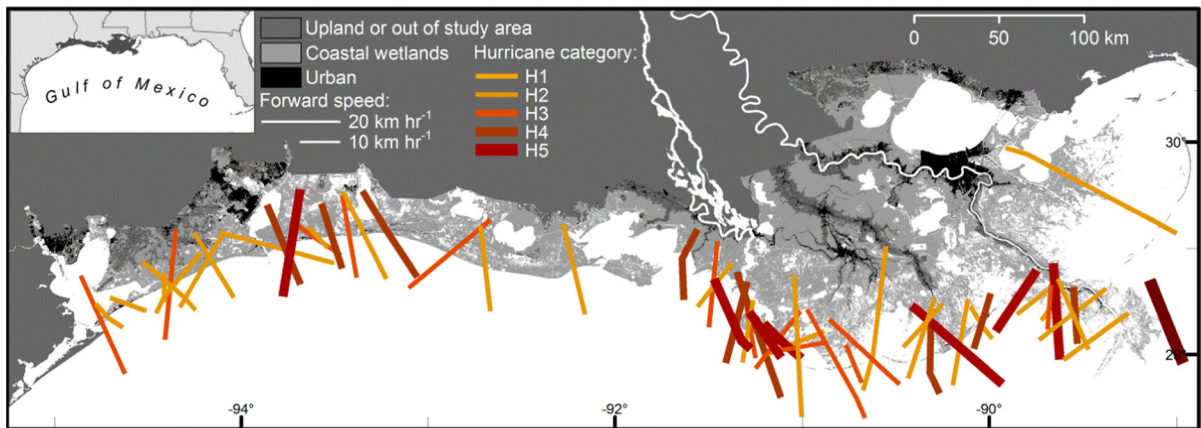 Gulf of Mexico
Upland or out of study area
Coastal wetlands
Urban
Forward speed:
20 km hr⁻¹
10 km hr⁻¹
Hurricane category:
H1
H2
H3
H4
H5
0 50 100 km
30°
29°
-94° -92° -90°